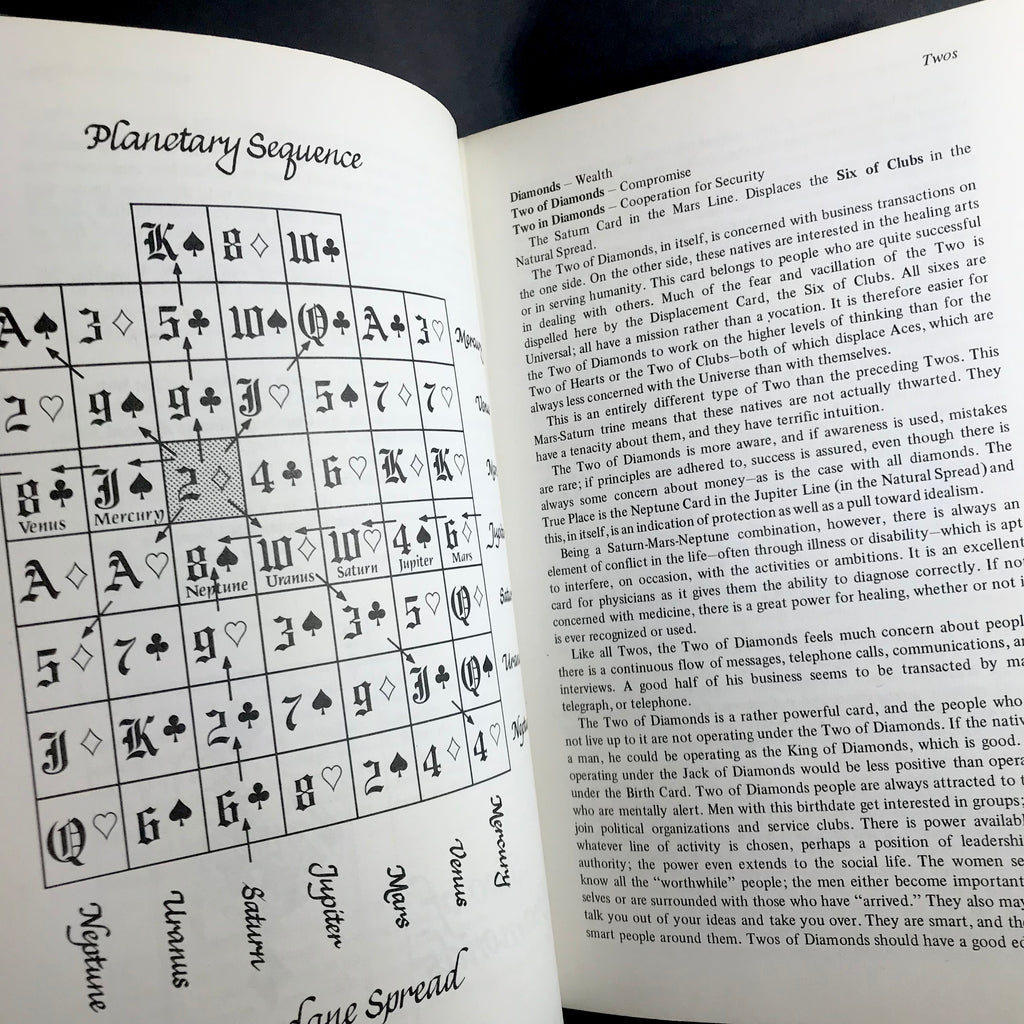 Planetary Sequence
K♠ 8♢ 10♣
A♠ 3♢ 5♣ 10♠ Q♣ A♣ 3♡
2♡ 9♠ 9♣ J♡ 5♠ 7♢ 7♡
8♣ J♠ 2♢ 4♣ 6♡ K♢ K♡
Venus Mercury
A♢ A♡ 8♠ 10♢ 10♡ 4♠ 6♢
Neptune Uranus Saturn Jupiter Mars
5♢ 7♣ 9♡ 3♠ 3♣ 5♡ Q♢
J♢ K♣ 2♣ 7♠ 9♢ J♣ Q♠
Q♡ 6♠ 6♣ 8♡ 2♠ 4♢ 4♡
Neptune Uranus Saturn Jupiter Mars Venus Mercury
Spread
Twos
Diamonds – Wealth
Two of Diamonds – Compromise
Two in Diamonds – Cooperation for Security
The Saturn Card in the Mars Line. Displaces the Six of Clubs in the
Natural Spread.
The Two of Diamonds, in itself, is concerned with business transactions on
the one side. On the other side, these natives are interested in the healing arts
or in serving humanity. This card belongs to people who are quite successful
in dealing with others. Much of the fear and vacillation of the Two is
dispelled here by the Displacement Card, the Six of Clubs. All sixes are
Universal; all have a mission rather than a vocation. It is therefore easier for
the Two of Diamonds to work on the higher levels of thinking than for the
Two of Hearts or the Two of Clubs—both of which displace Aces, which are
always less concerned with the Universe than with themselves.
This is an entirely different type of Two than the preceding Twos. This
Mars-Saturn trine means that these natives are not actually thwarted. They
have a tenacity about them, and they have terrific intuition.
The Two of Diamonds is more aware, and if awareness is used, mistakes
are rare; if principles are adhered to, success is assured, even though there is
always some concern about money—as is the case with all diamonds. The
True Place is the Neptune Card in the Jupiter Line (in the Natural Spread) and
this, in itself, is an indication of protection as well as a pull toward idealism.
Being a Saturn-Mars-Neptune combination, however, there is always an
element of conflict in the life—often through illness or disability—which is apt
to interfere, on occasion, with the activities or ambitions. It is an excellent
card for physicians as it gives them the ability to diagnose correctly. If not
concerned with medicine, there is a great power for healing, whether or not
is ever recognized or used.
Like all Twos, the Two of Diamonds feels much concern about
there is a continuous flow of messages, telephone calls, communications,
interviews. A good half of his business seems to be transacted by
telegraph, or telephone.
The Two of Diamonds is a rather powerful card, and the people who
not live up to it are not operating under the Two of Diamonds. If the
a man, he could be operating as the King of Diamonds, which is good.
operating under the Jack of Diamonds would be less positive than
under the Birth Card. Two of Diamonds people are always attracted to
who are mentally alert. Men with this birthdate get interested in groups;
join political organizations and service clubs. There is power
whatever line of activity is chosen, perhaps a position of
authority; the power even extends to the social life. The women
know all the “worthwhile” people; the men either become important
selves or are surrounded with those who have “arrived.” They also may
talk you out of your ideas and take you over. They are smart, and
smart people around them. Twos of Diamonds should have a good